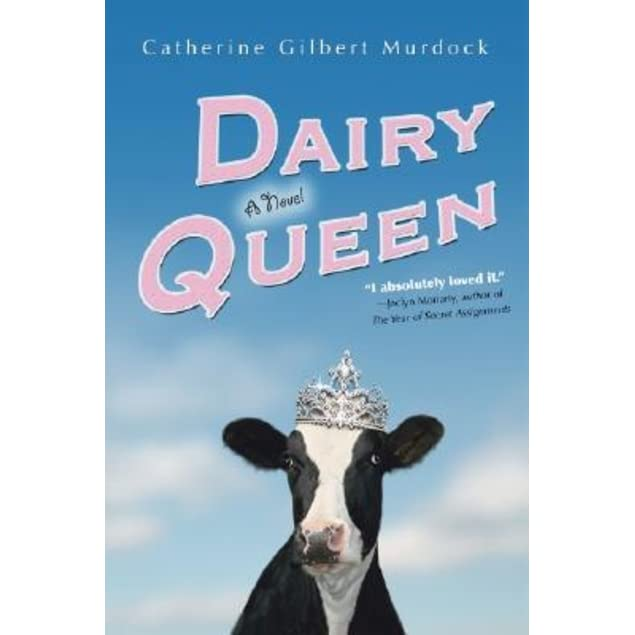 Catherine Gilbert Murdock
DAIRY
A Novel
QUEEN
“I absolutely loved it.”
—Jaclyn Moriarty, author of
The Year of Secret Assignments